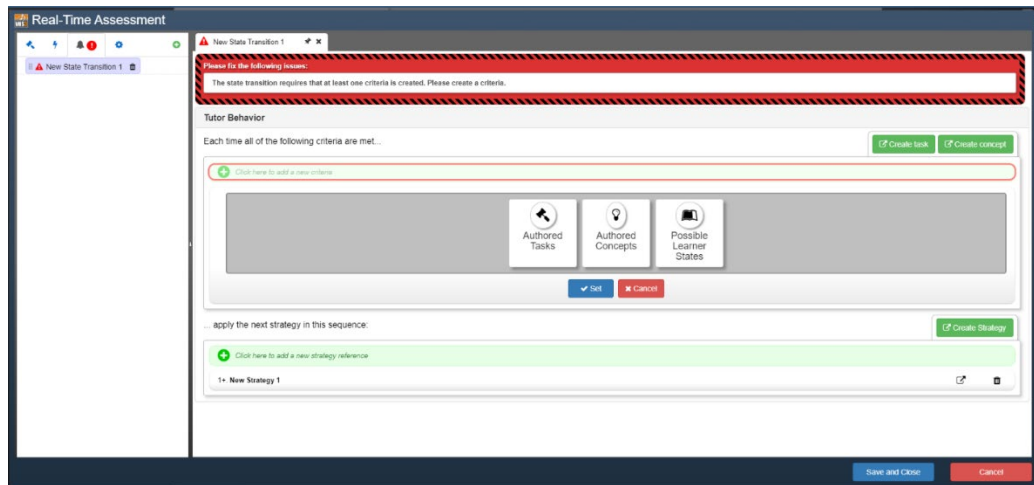 Real-Time Assessment
New State Transition 1
New State Transition 1
Please fix the following issues:
The state transition requires that at least one criteria is created. Please create a criteria.
Tutor Behavior
Each time all of the following criteria are met...
Create task
Create concept
Click here to add a new criteria
Authored
Tasks
Authored
Concepts
Possible
Learner
States
Set
Cancel
... apply the next strategy in this sequence:
Create Strategy
Click here to add a new strategy reference
1+. New Strategy 1
Save and Close
Cancel